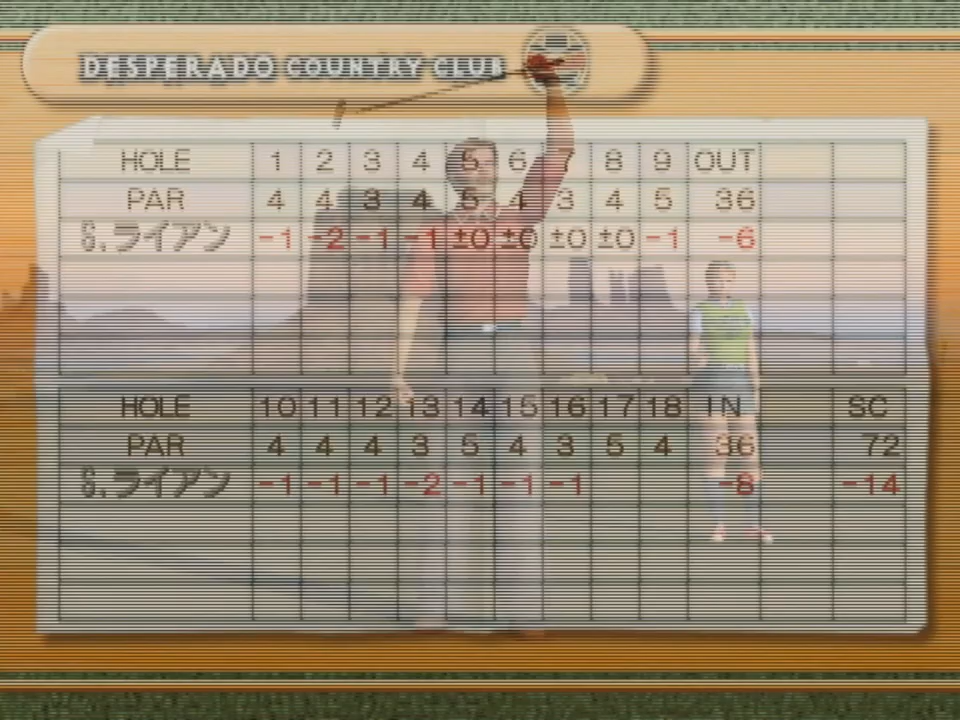 DESPERADO COUNTRY CLUB
HOLE 1 2 3 4 5 6 8 9 OUT
PAR 4 4 3 4 5 4 3 4 5 36
S.ライアン -1 -2 -1 -1 ±0 ±0 ±0 ±0 -1 -6
HOLE 10 11 12 13 14 15 16 17 18 IN SC
PAR 4 4 4 3 5 4 3 5 4 36 72
S.ライアン -1 -1 -1 -2 -1 -1 -1 -8 -14